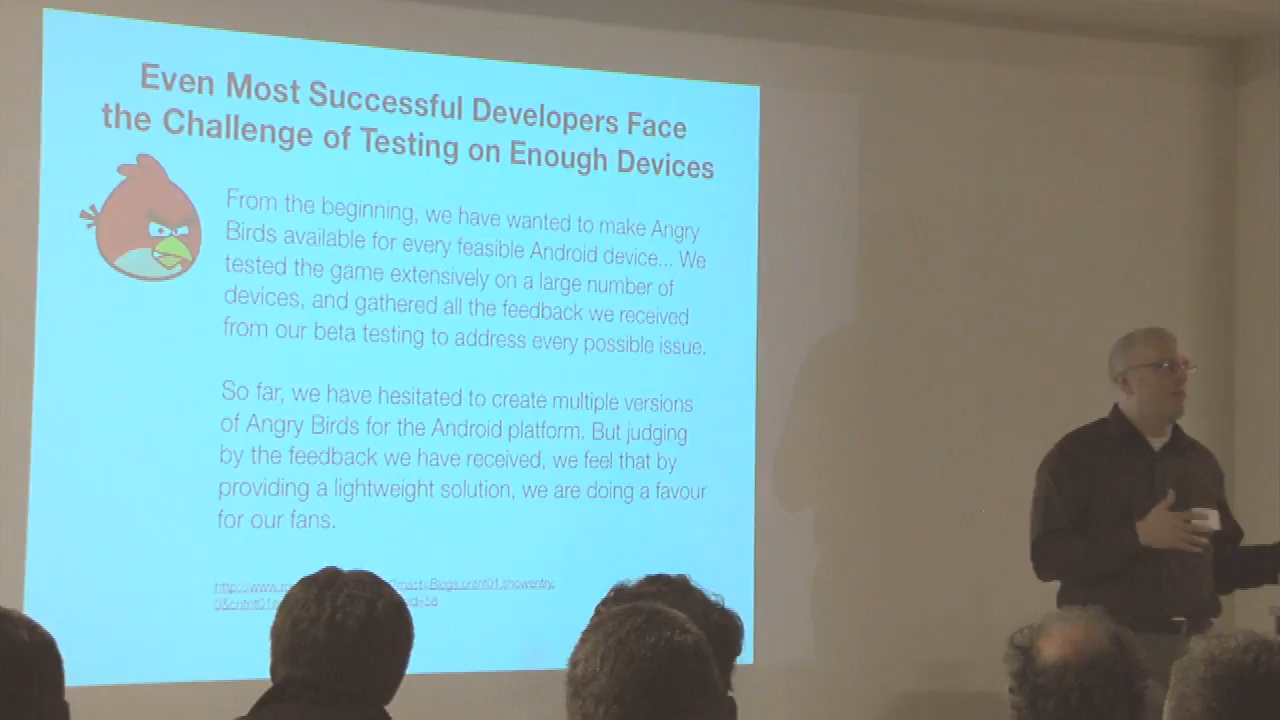 Even Most Successful Developers Face
the Challenge of Testing on Enough Devices
From the beginning, we have wanted to make Angry
Birds available for every feasible Android device... We
tested the game extensively on a large number of
devices, and gathered all the feedback we received
from our beta testing to address every possible issue.
So far, we have hesitated to create multiple versions
of Angry Birds for the Android platform. But judging
by the feedback we have received, we feel that by
providing a lightweight solution, we are doing a favour
for our fans.
http://www.